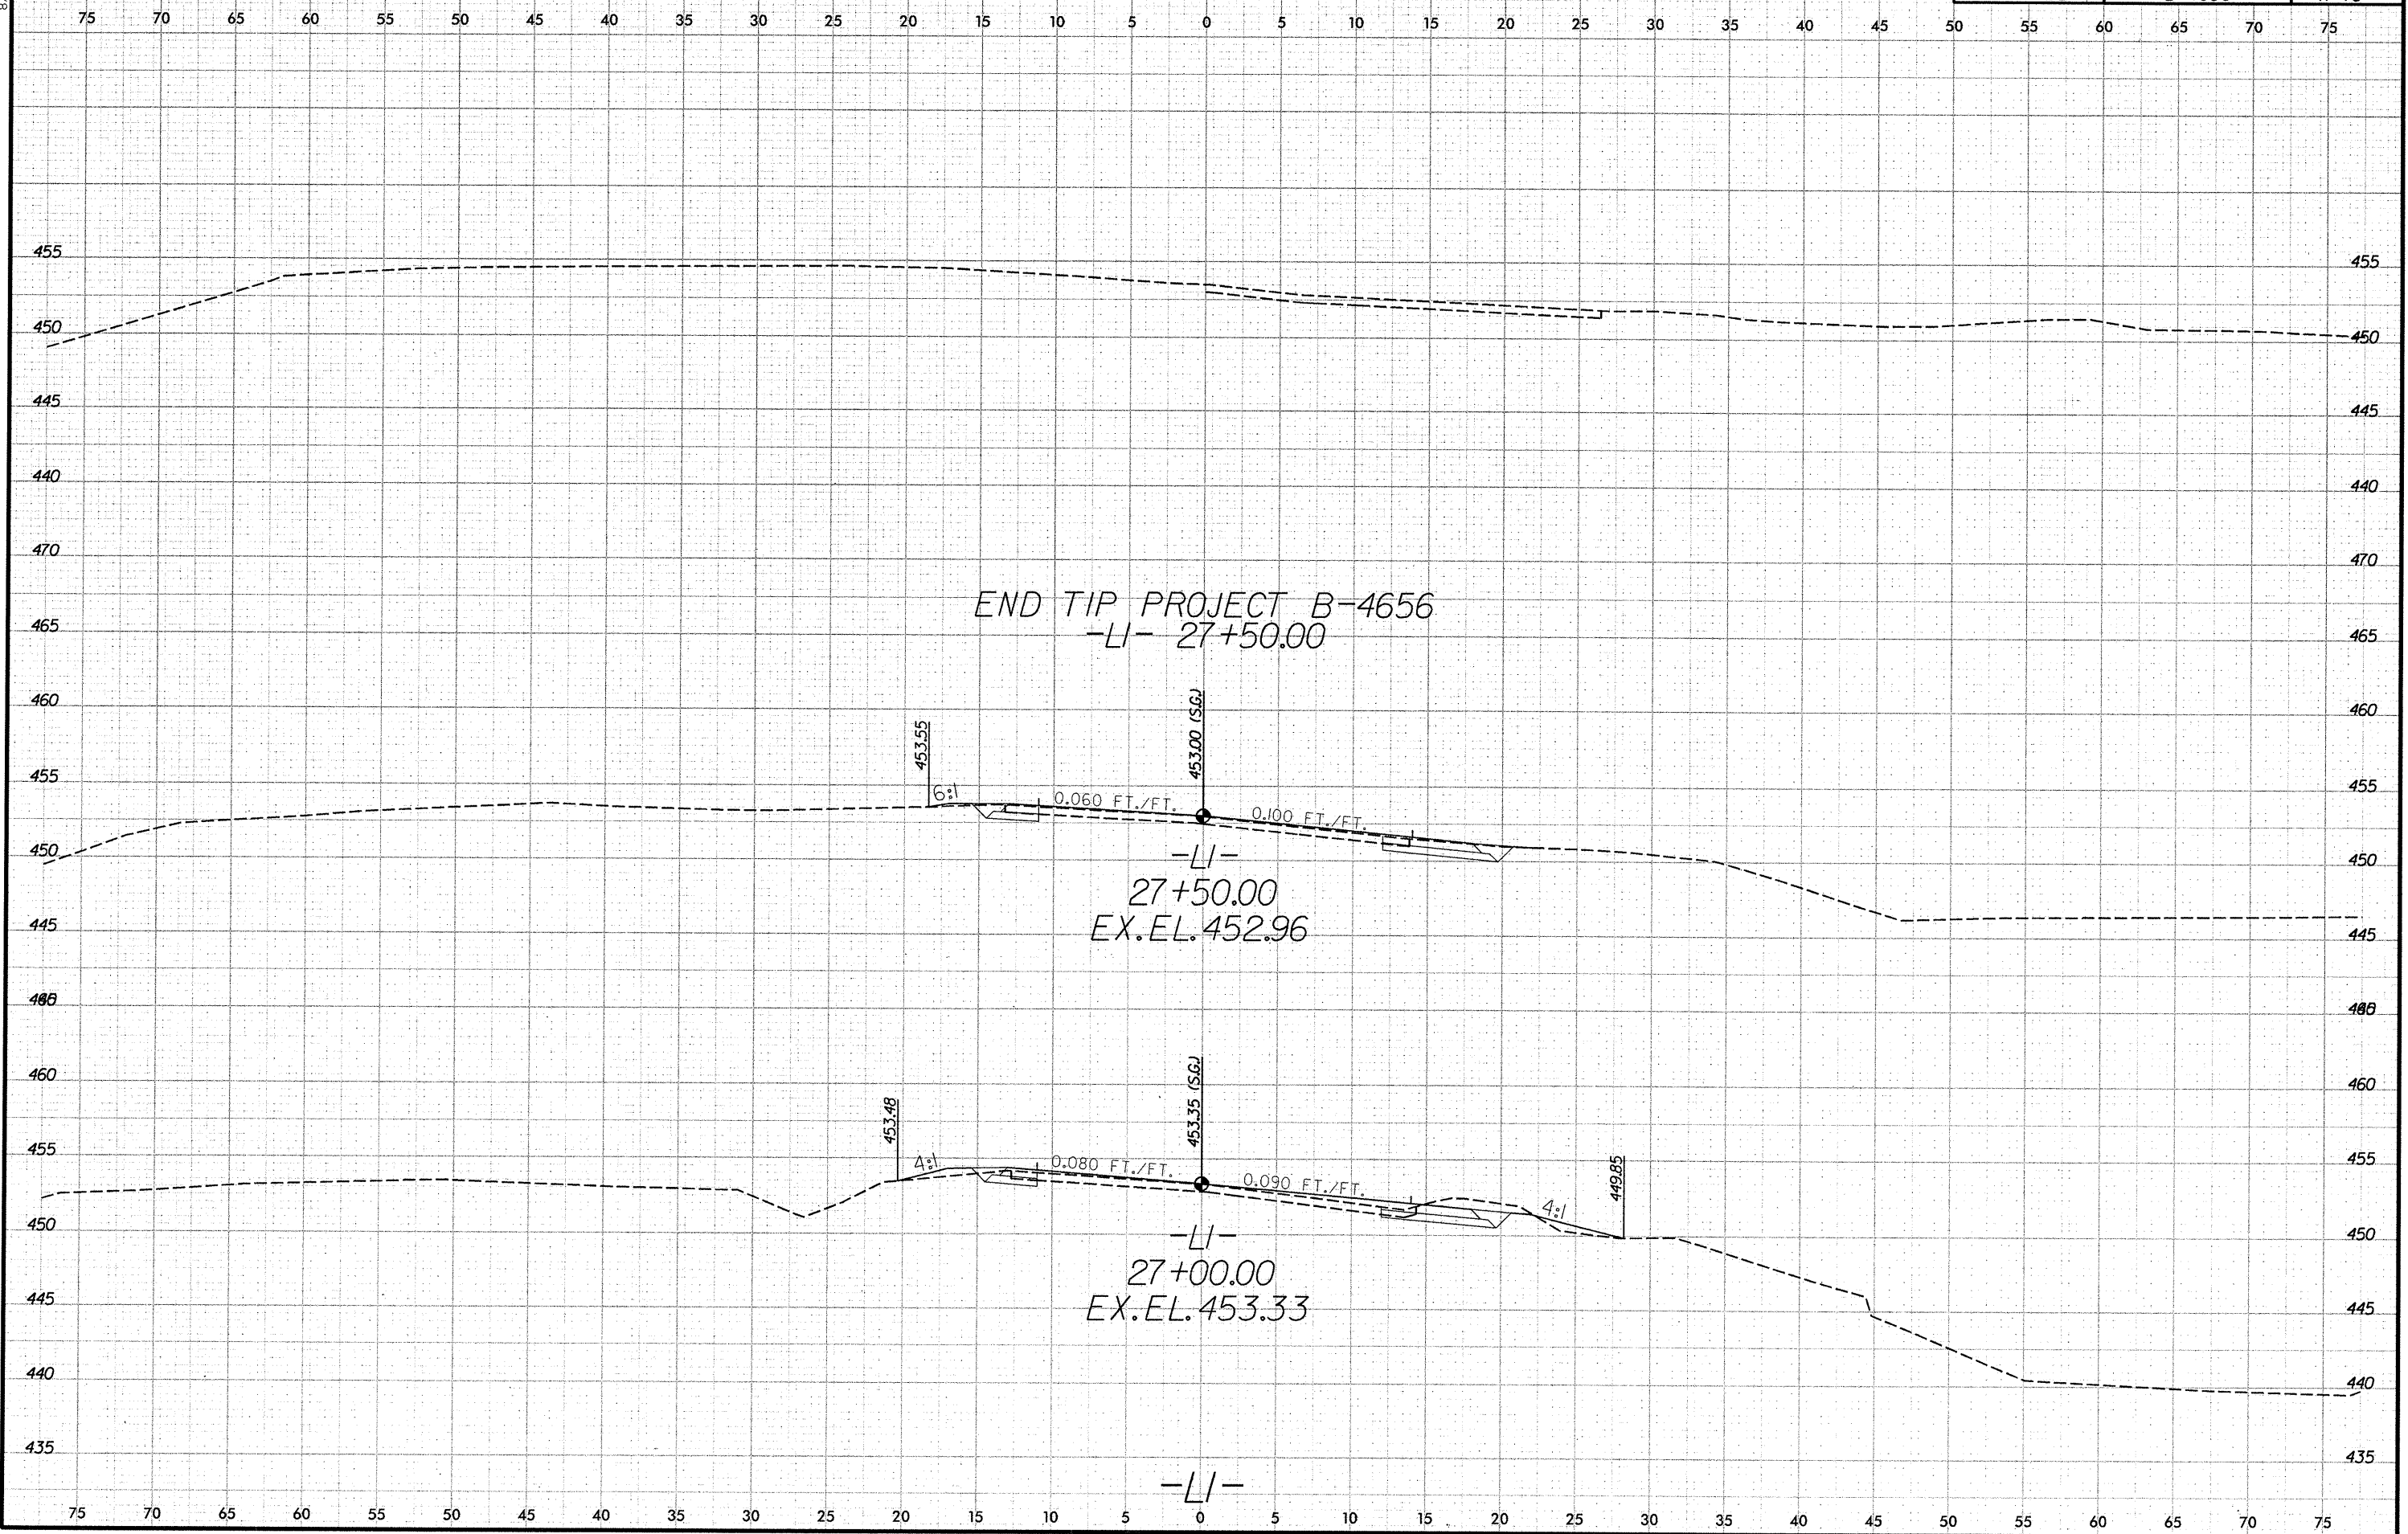 75 70 65 60 55 50 45 40 35 30 25 20 15 10 5 0 5 10 15 20 25 30 35 40 45 50 55 60 65 70 75
455 455
450 450
445 445
440 440
470 470
END TIP PROJECT B-4656
465 -L1- 27+50.00 465
460 460
453.55 453.00 (S.G.)
455 455
6:1 0.060 FT./FT. 0.100 FT./FT.
450 -L1- 450
27+50.00
445 EX.EL. 452.96 445
460 460
453.48 453.35 (S.G.) 449.85
455 455
4:1 0.080 FT./FT. 0.090 FT./FT. 4:1
450 -L1- 450
27+00.00
445 EX.EL. 453.33 445
440 440
435 435
-L1-
75 70 65 60 55 50 45 40 35 30 25 20 15 10 5 0 5 10 15 20 25 30 35 40 45 50 55 60 65 70 75